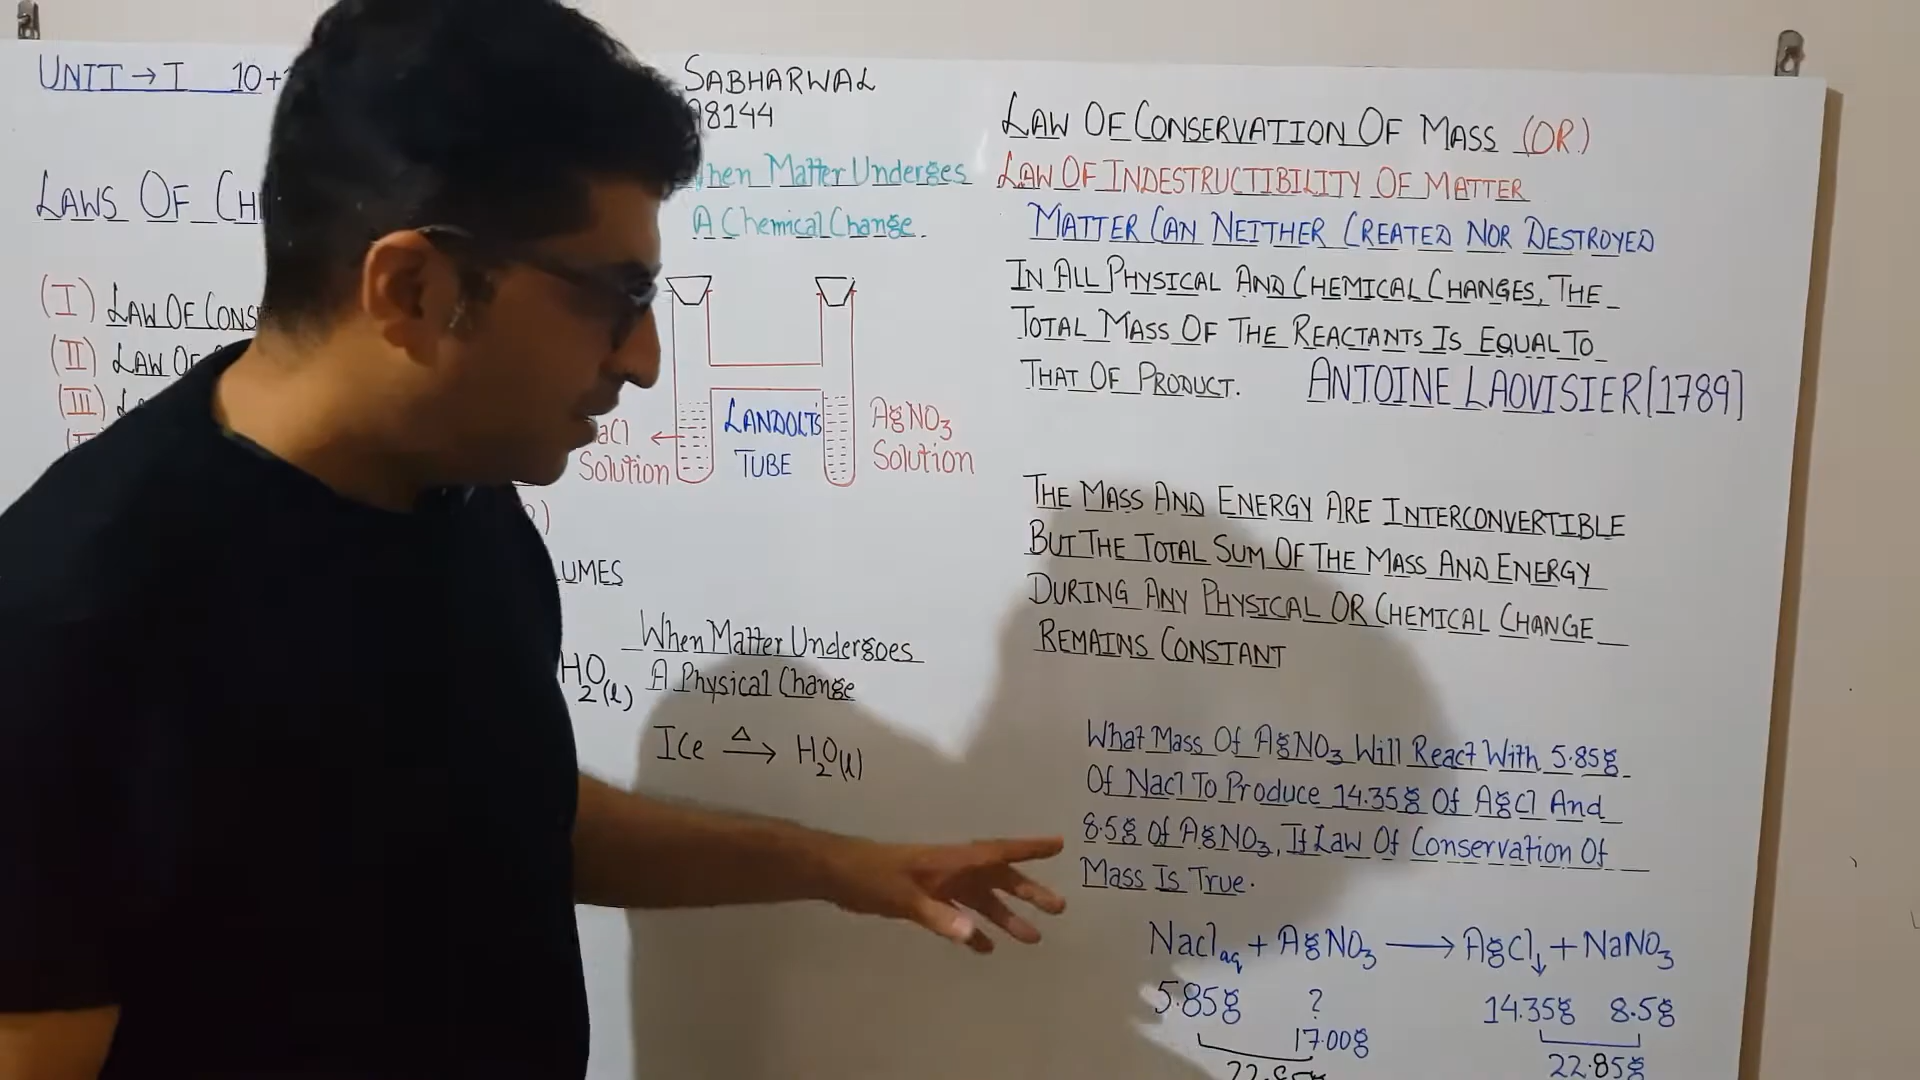 UNIT → I 10+
LAWS OF CH
(I) LAW OF CONS
(II) LAW OF
(III)
SABHARWAL
98144
When Matter Underges
A Chemical Change.
aCl
Solution
LANDOLTS
TUBE
AgNO3
Solution
LUMES
H2O(l)
When Matter Undergoes
A Physical Change
ICe △→ H2O(l)
LAW OF CONSERVATION OF MASS (OR)
LAW OF INDESTRUCTIBILITY OF MATTER
MATTER CAN NEITHER CREATED NOR DESTROYED
IN ALL PHYSICAL AND CHEMICAL CHANGES, THE
TOTAL MASS OF THE REACTANTS IS EQUAL TO
THAT OF PRODUCT. ANTOINE LAOVISIER[1789]
THE MASS AND ENERGY ARE INTERCONVERTIBLE
BUT THE TOTAL SUM OF THE MASS AND ENERGY
DURING ANY PHYSICAL OR CHEMICAL CHANGE
REMAINS CONSTANT
What Mass Of AgNO3 Will React With 5.85g
Of Nacl To Produce 14.35g Of AgCl And
8.5g Of AgNO3, If Law Of Conservation Of
Mass Is True.
Naclaq + AgNO3 → AgCl↓ + NaNO3
5.85g ? 14.35g 8.5g
17.00g
22.85g